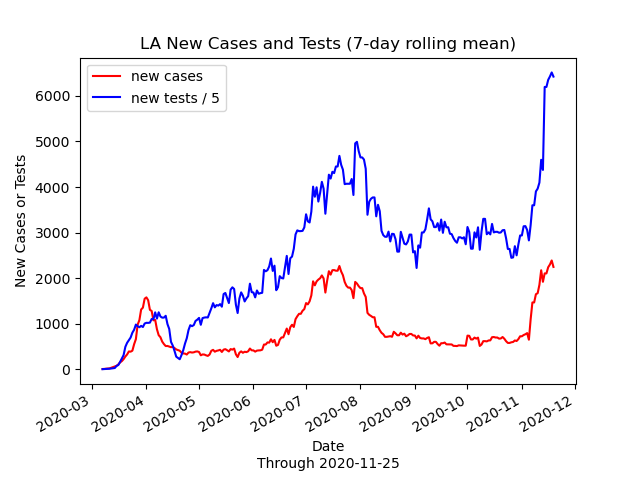 LA New Cases and Tests (7-day rolling mean)
new cases
new tests / 5
New Cases or Tests
6000
5000
4000
3000
2000
1000
0
2020-03
2020-04
2020-05
2020-06
2020-07
2020-08
2020-09
2020-10
2020-11
2020-12
Date
Through 2020-11-25